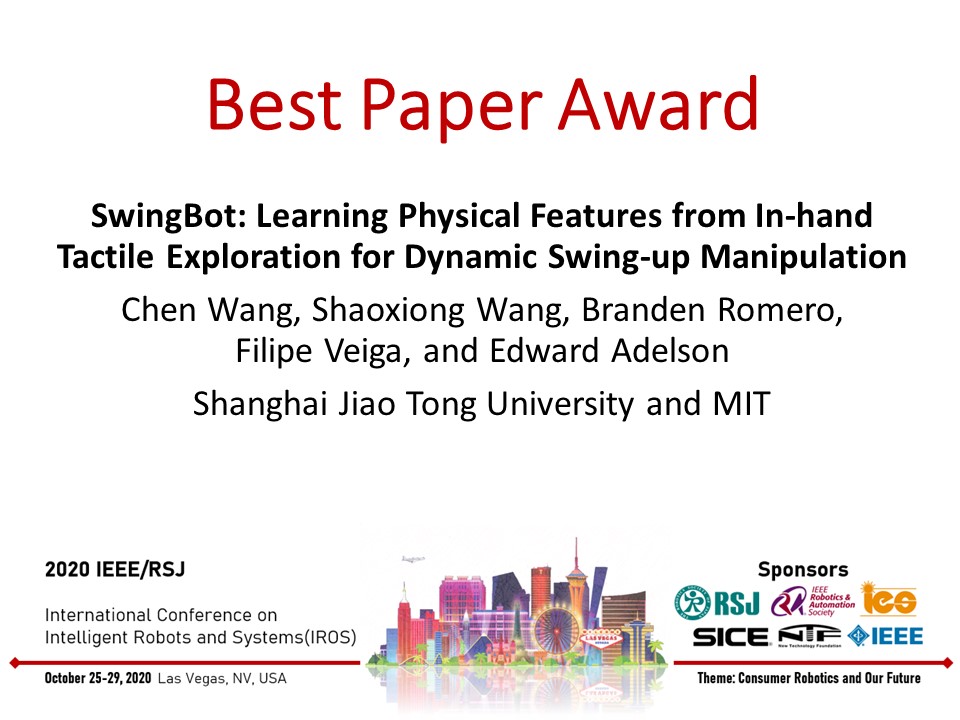 Best Paper Award
SwingBot: Learning Physical Features from In-hand
Tactile Exploration for Dynamic Swing-up Manipulation
Chen Wang, Shaoxiong Wang, Branden Romero,
Filipe Veiga, and Edward Adelson
Shanghai Jiao Tong University and MIT
2020 IEEE/RSJ
International Conference on
Intelligent Robots and Systems(IROS)
October 25-29, 2020 Las Vegas, NV, USA
LAS VEGAS
Sponsors
RSJ
IEEE
Robotics &
Automation
Society
ies
SICE
NTF
New Technology Foundation
IEEE
Theme: Consumer Robotics and Our Future